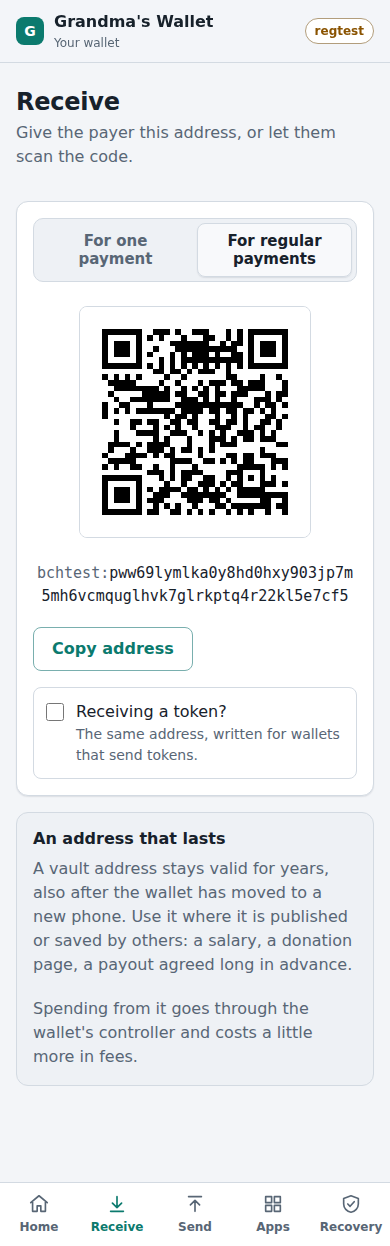 G
Grandma's Wallet
Your wallet
regtest
Receive
Give the payer this address, or let them
scan the code.
For one
payment
For regular
payments
bchtest:pww69lymlka0y8hd0hxy903jp7m
5mh6vcmquglhvk7glrkptq4r22kl5e7cf5
Copy address
Receiving a token?
The same address, written for wallets
that send tokens.
An address that lasts
A vault address stays valid for years,
also after the wallet has moved to a
new phone. Use it where it is published
or saved by others: a salary, a donation
page, a payout agreed long in advance.
Spending from it goes through the
wallet's controller and costs a little
more in fees.
Home
Receive
Send
Apps
Recovery